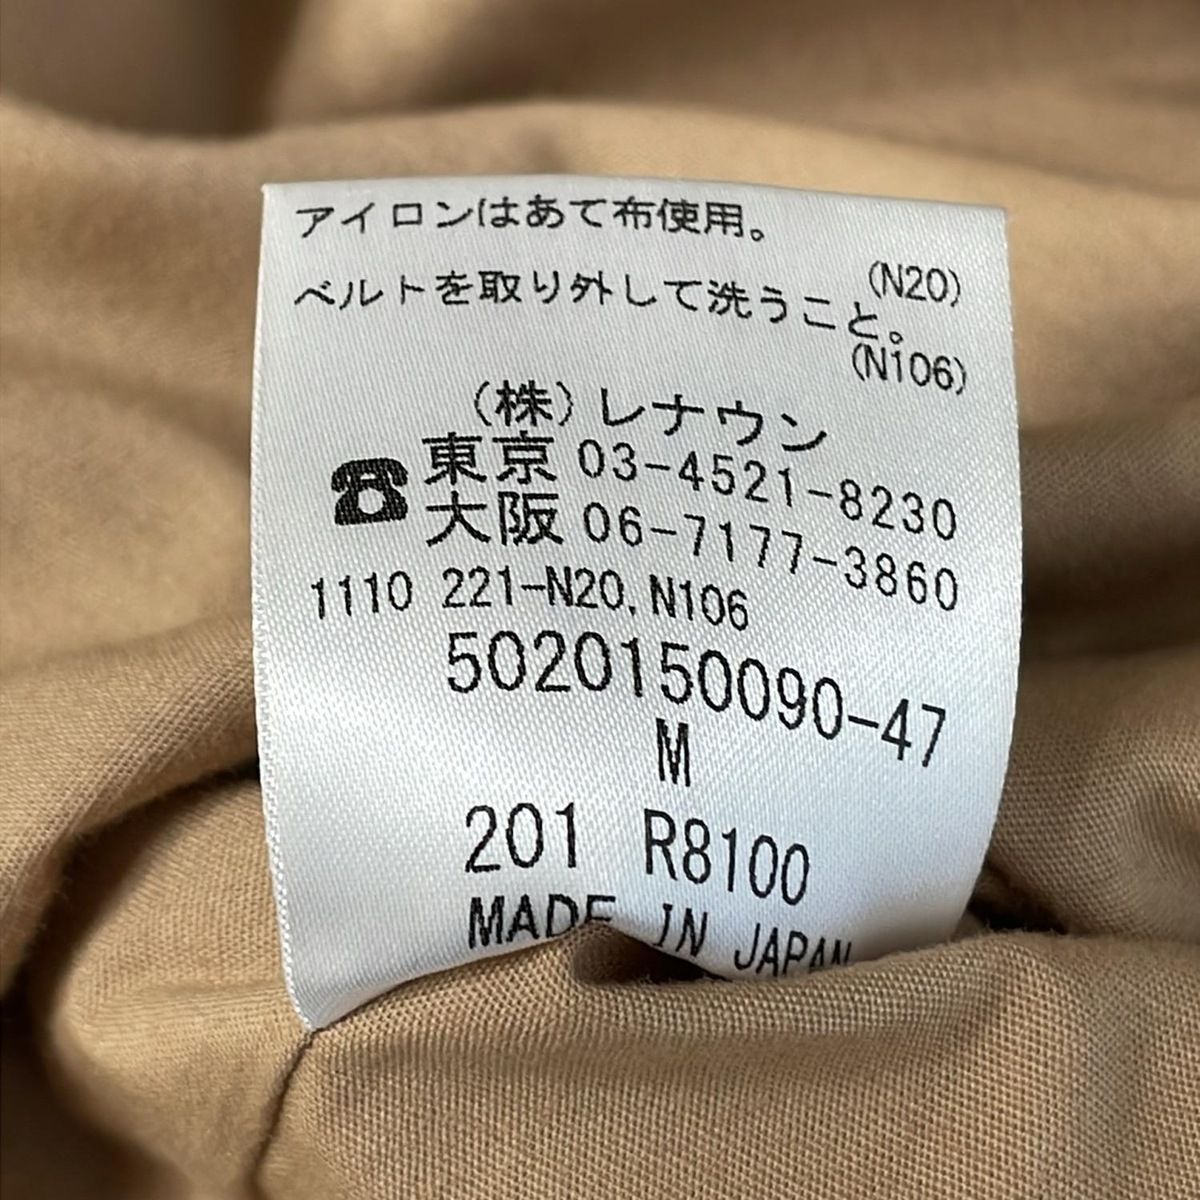 アイロンはあて布使用。
(N20)
ベルトを取り外して洗うこと。
(N106)
(株)レナウン
東京 03-4521-8230
大阪 06-7177-3860
1110 221-N20,N106
5020150090-47
M
201 R8100
MADE IN JAPAN